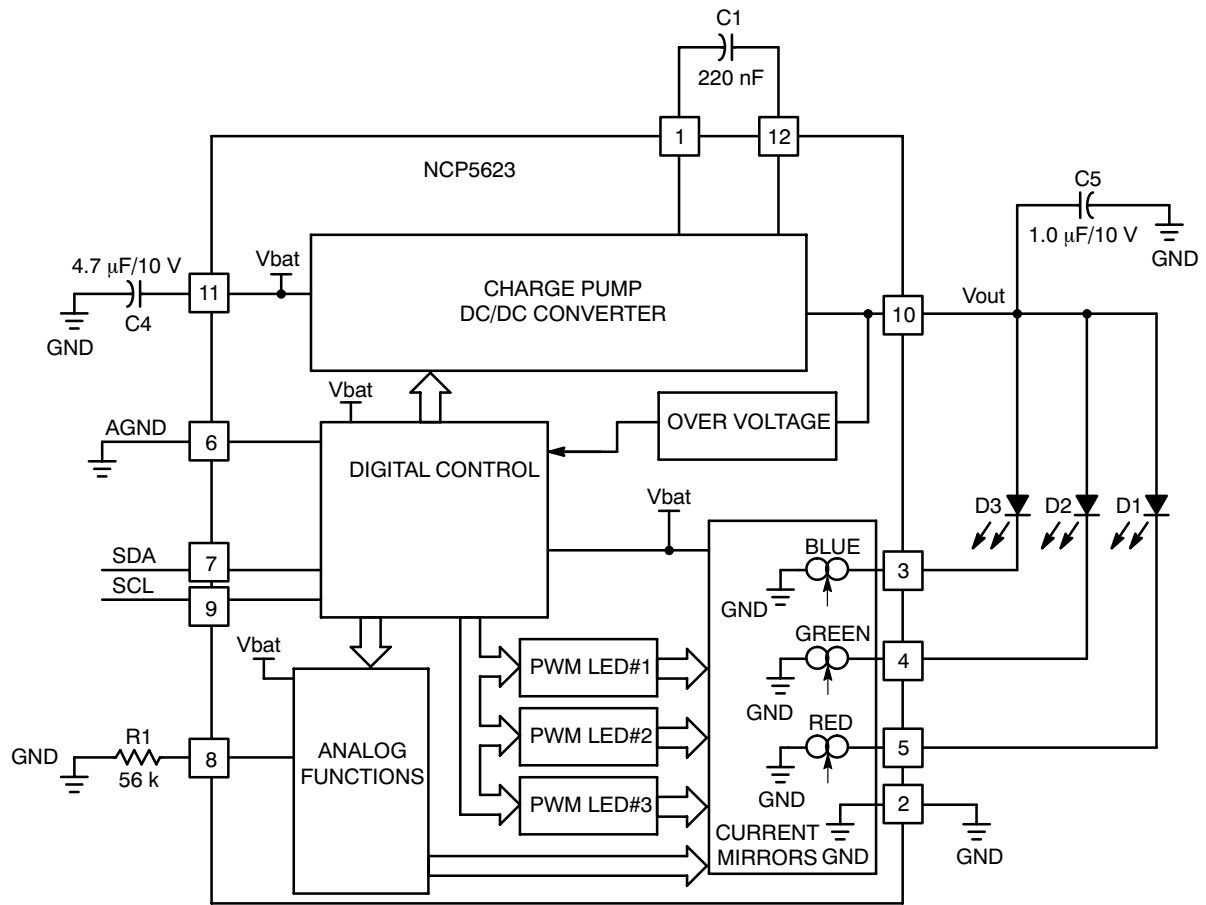 C1
220 nF
1
12
NCP5623
C5
1.0 μF/10 V
GND
4.7 μF/10 V
Vbat
11
C4
GND
CHARGE PUMP
DC/DC CONVERTER
Vout
10
Vbat
AGND
6
OVER VOLTAGE
DIGITAL CONTROL
Vbat
D3
D2
D1
SDA
7
SCL
9
BLUE
GND
3
GREEN
GND
4
Vbat
PWM LED#1
RED
GND
5
GND
R1
56 k
8
ANALOG
FUNCTIONS
PWM LED#2
PWM LED#3
2
GND
CURRENT
MIRRORS
GND